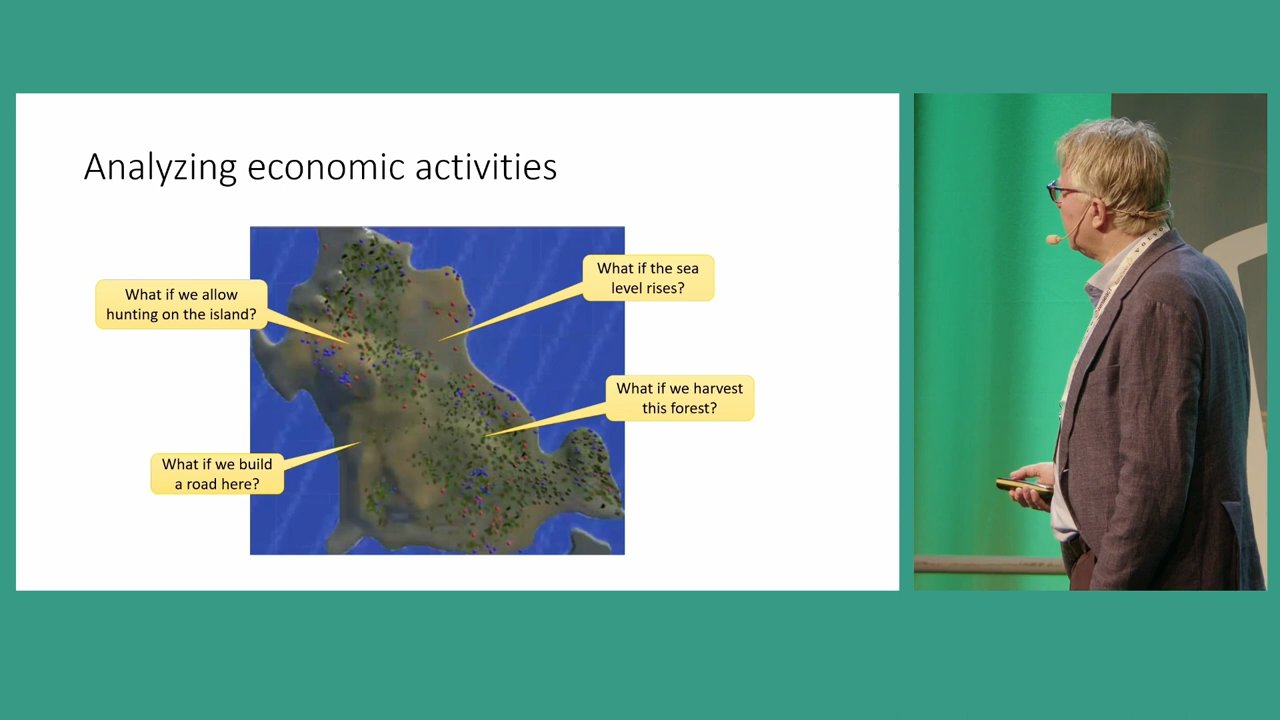 Analyzing economic activities
What if we allow
hunting on the island?
What if the sea
level rises?
What if we harvest
this forest?
What if we build
a road here?